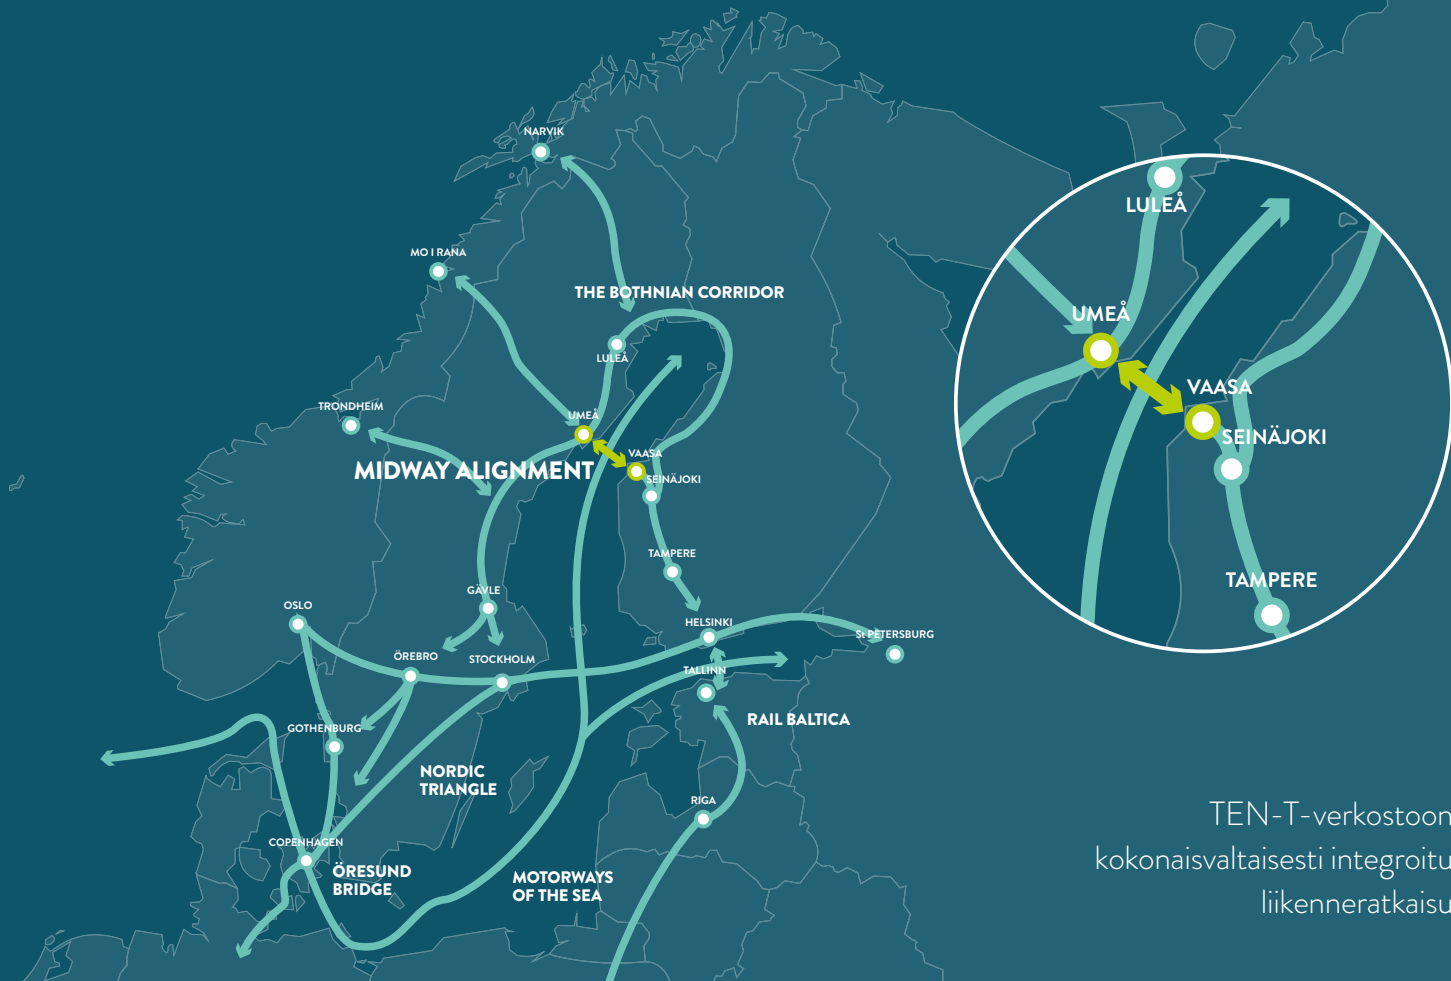 NARVIK
LULEÅ
MO I RANA
THE BOTHNIAN CORRIDOR
UMEÅ
LULEÅ
VAASA
TRONDHEIM
UMEÅ
SEINÄJOKI
VAASA
MIDWAY ALIGNMENT
SEINÄJOKI
TAMPERE
TAMPERE
GÄVLE
OSLO
HELSINKI
St PETERSBURG
ÖREBRO
STOCKHOLM
TALLINN
RAIL BALTICA
GOTHENBURG
NORDIC
TRIANGLE
RIGA
TEN-T-verkostoon
COPENHAGEN
kokonaisvaltaisesti integroitu
ÖRESUND
BRIDGE
MOTORWAYS
OF THE SEA
liikenneratkaisu